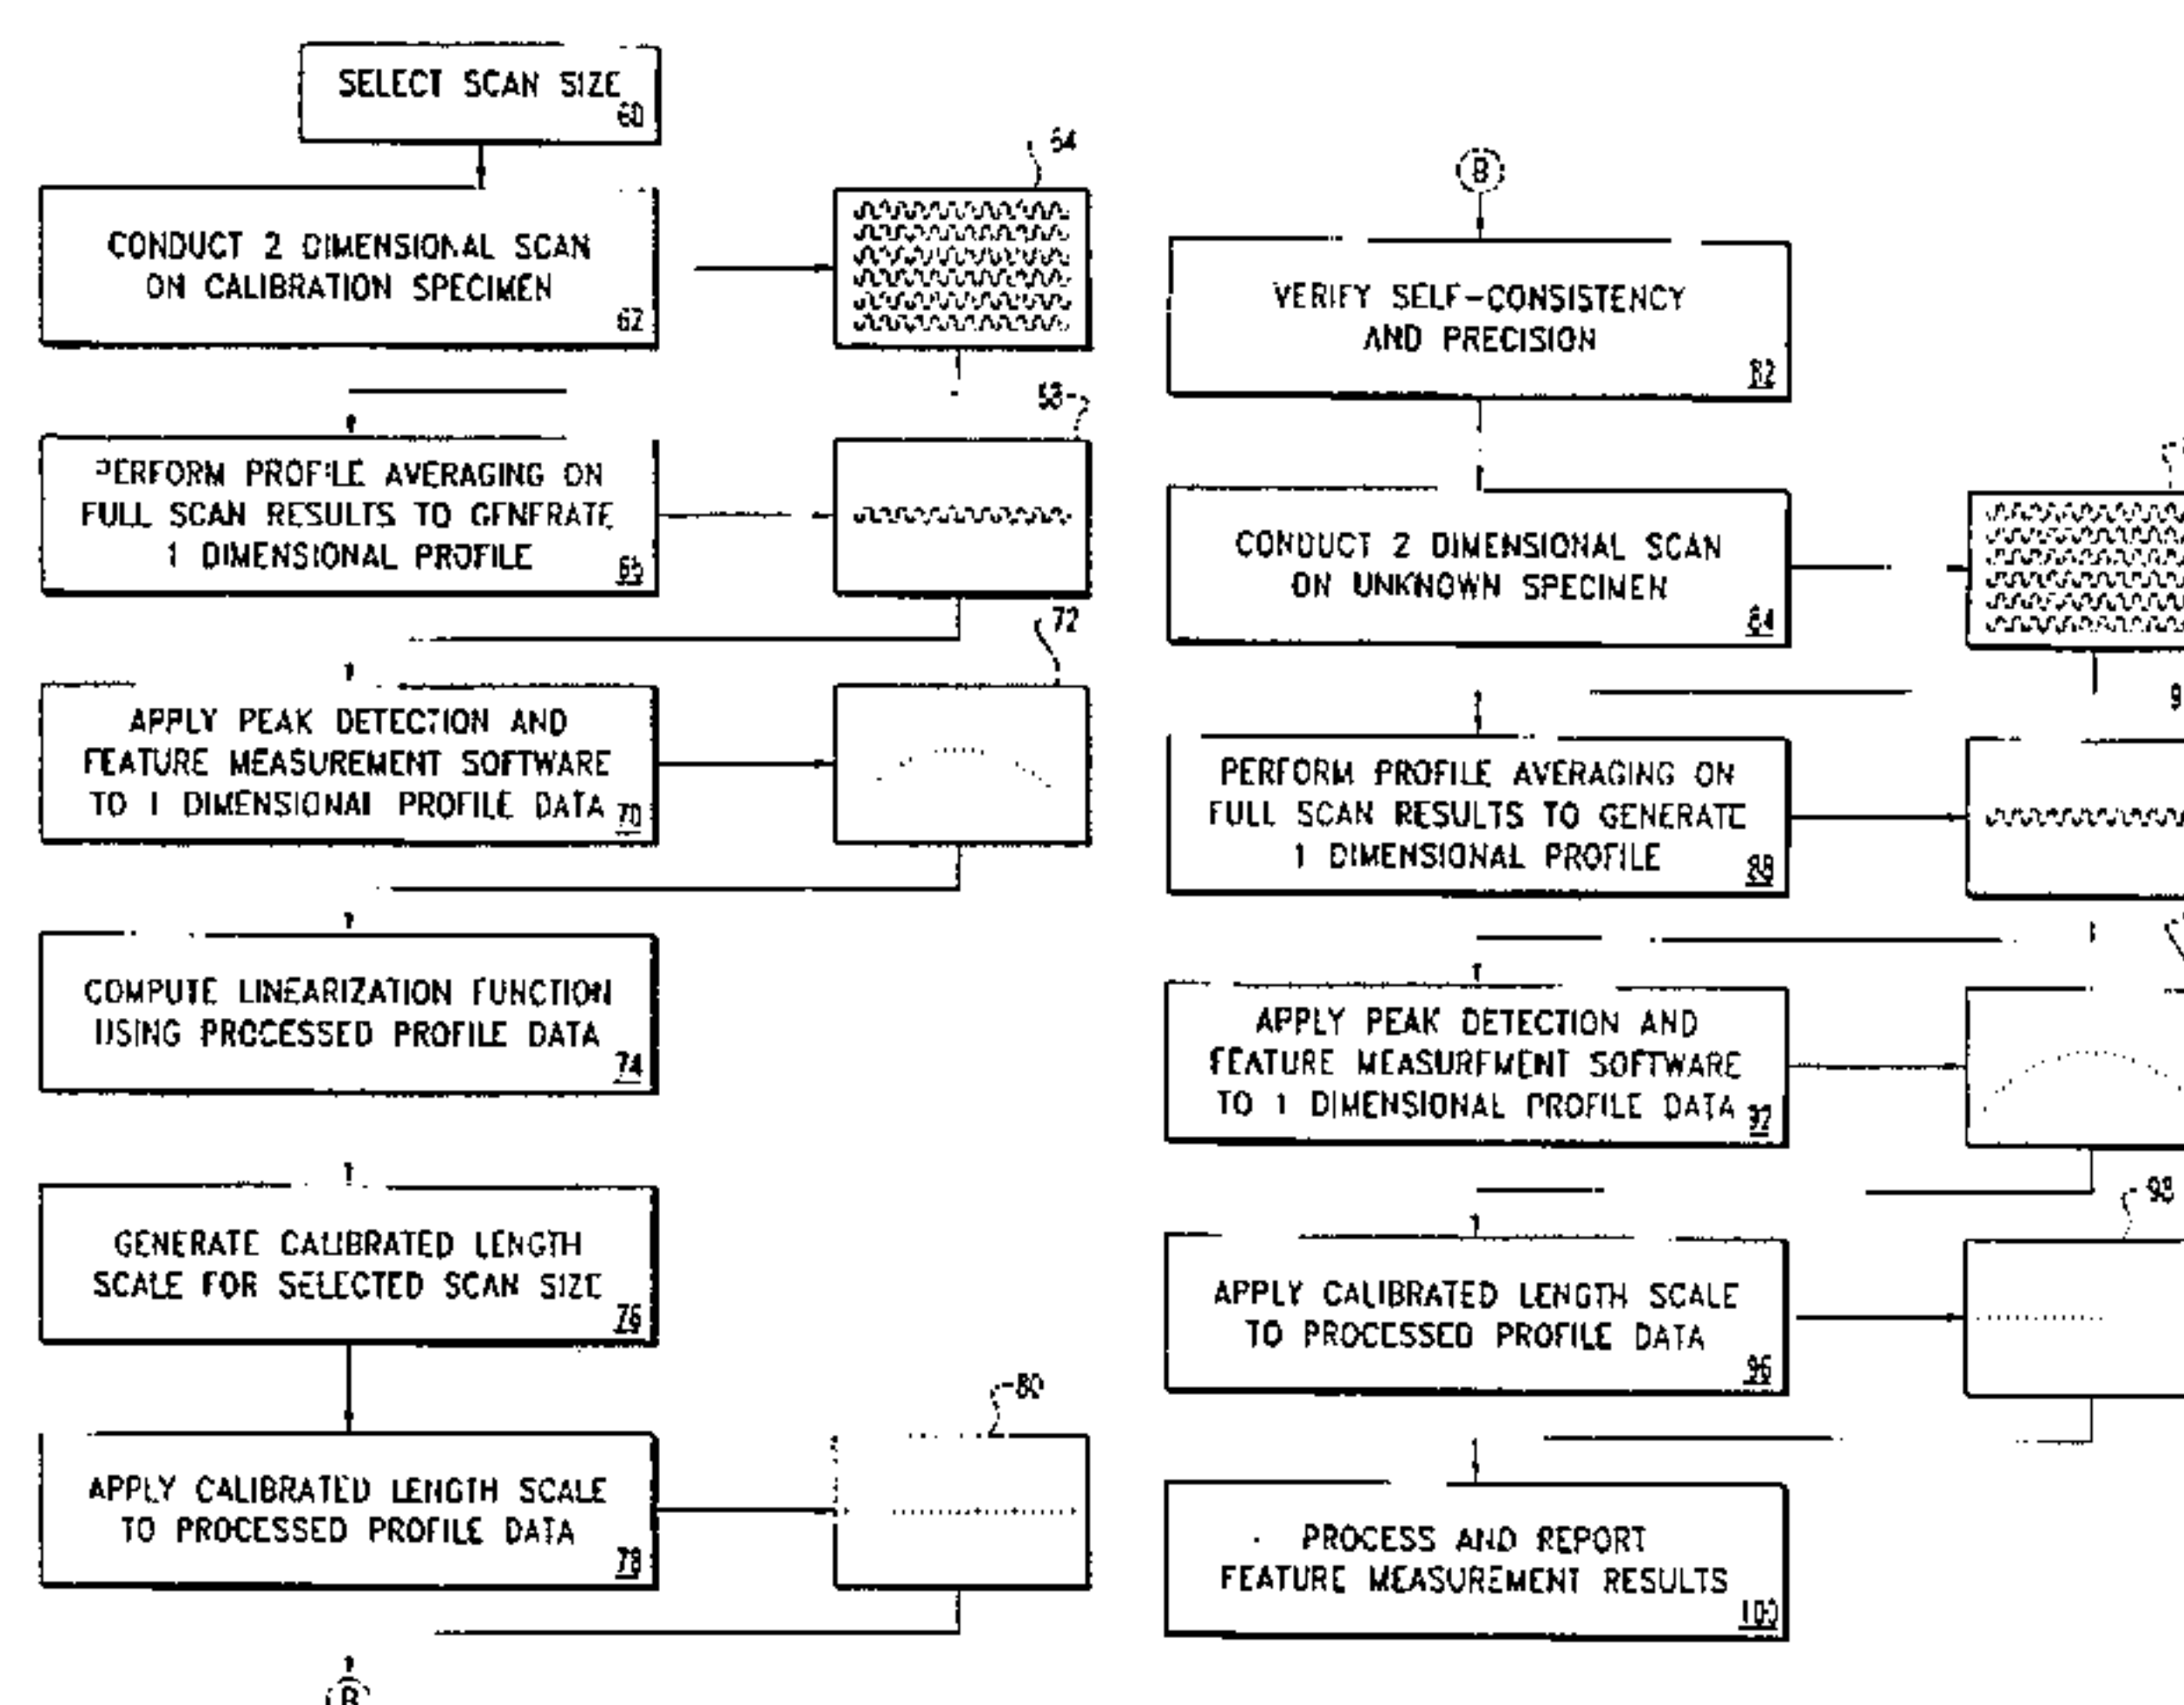 SELECT SCAN SIZE
60
CONDUCT 2 DIMENSIONAL SCAN
ON CALIBRATION SPECIMEN
62
64
PERFORM PROFILE AVERAGING ON
FULL SCAN RESULTS TO GENERATE
1 DIMENSIONAL PROFILE
72
APPLY PEAK DETECTION AND
FEATURE MEASUREMENT SOFTWARE
TO 1 DIMENSIONAL PROFILE DATA
70
COMPUTE LINEARIZATION FUNCTION
USING PROCESSED PROFILE DATA
74
GENERATE CALIBRATED LENGTH
SCALE FOR SELECTED SCAN SIZE
76
80
APPLY CALIBRATED LENGTH SCALE
TO PROCESSED PROFILE DATA
78
B
B
VERIFY SELF-CONSISTENCY
AND PRECISION
82
CONDUCT 2 DIMENSIONAL SCAN
ON UNKNOWN SPECIMEN
84
PERFORM PROFILE AVERAGING ON
FULL SCAN RESULTS TO GENERATE
1 DIMENSIONAL PROFILE
88
APPLY PEAK DETECTION AND
FEATURE MEASUREMENT SOFTWARE
TO 1 DIMENSIONAL PROFILE DATA
92
98
APPLY CALIBRATED LENGTH SCALE
TO PROCESSED PROFILE DATA
96
PROCESS AND REPORT
FEATURE MEASUREMENT RESULTS
100